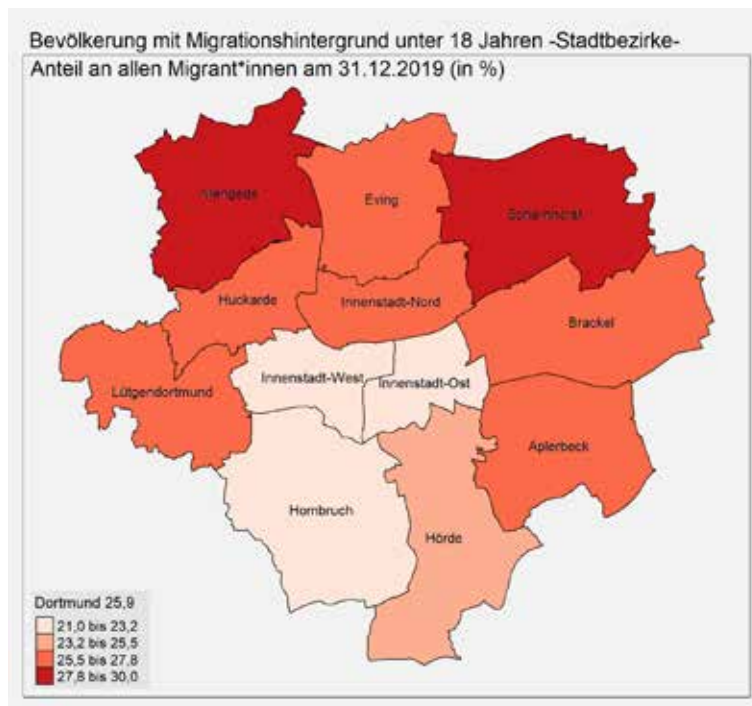 Bevölkerung mit Migrationshintergrund unter 18 Jahren -Stadtbezirke-
Anteil an allen Migrant*innen am 31.12.2019 (in %)
Mengede
Eving
Scharnhorst
Huckarde
Innenstadt-Nord
Brackel
Innenstadt-West
Innenstadt-Ost
Lütgendortmund
Aplerbeck
Hombruch
Hörde
Dortmund 25,9
21,0 bis 23,2
23,2 bis 25,5
25,5 bis 27,8
27,8 bis 30,0